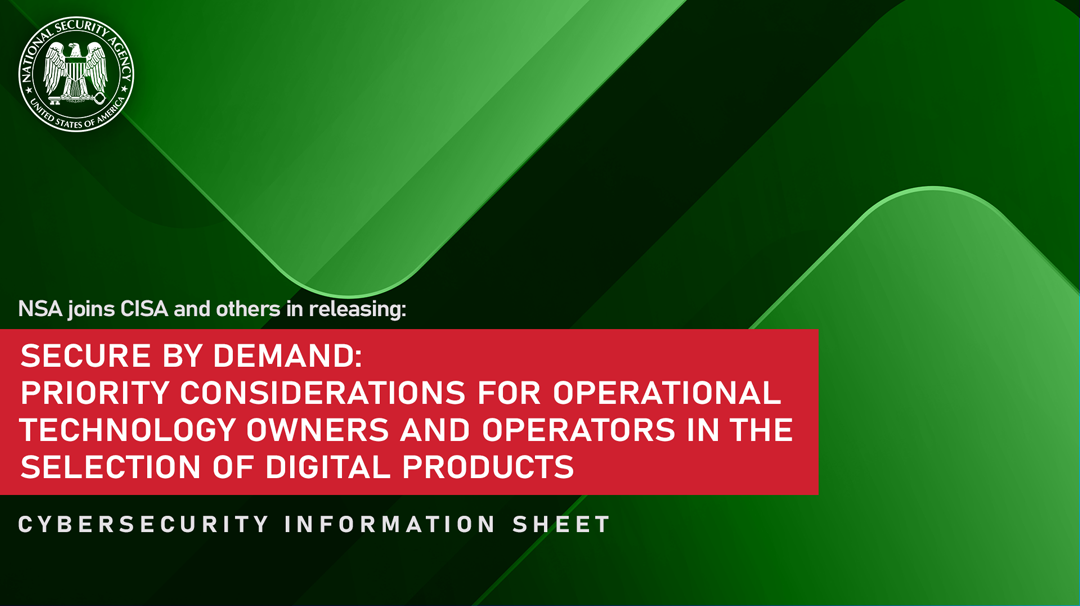 NATIONAL SECURITY AGENCY
UNITED STATES OF AMERICA
NSA joins CISA and others in releasing:
SECURE BY DEMAND:
PRIORITY CONSIDERATIONS FOR OPERATIONAL
TECHNOLOGY OWNERS AND OPERATORS IN THE
SELECTION OF DIGITAL PRODUCTS
CYBERSECURITY INFORMATION SHEET